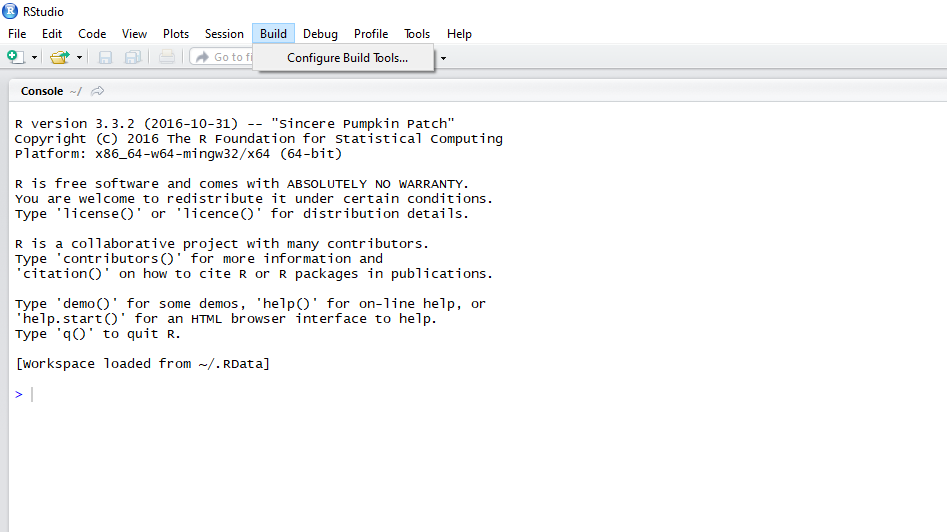 RStudio
File Edit Code View Plots Session Build Debug Profile Tools Help
Go to fi
Configure Build Tools...
Console ~/
R version 3.3.2 (2016-10-31) -- "Sincere Pumpkin Patch"
Copyright (C) 2016 The R Foundation for Statistical Computing
Platform: x86_64-w64-mingw32/x64 (64-bit)
R is free software and comes with ABSOLUTELY NO WARRANTY.
You are welcome to redistribute it under certain conditions.
Type 'license()' or 'licence()' for distribution details.
R is a collaborative project with many contributors.
Type 'contributors()' for more information and
'citation()' on how to cite R or R packages in publications.
Type 'demo()' for some demos, 'help()' for on-line help, or
'help.start()' for an HTML browser interface to help.
Type 'q()' to quit R.
[Workspace loaded from ~/.RData]
>